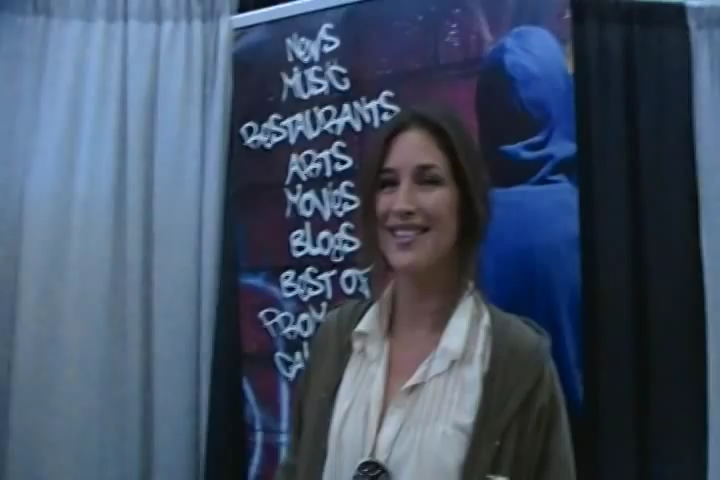 NEWS
MUSIC
RESTAURANTS
ARTS
MOVIES
BLOGS
BEST OF